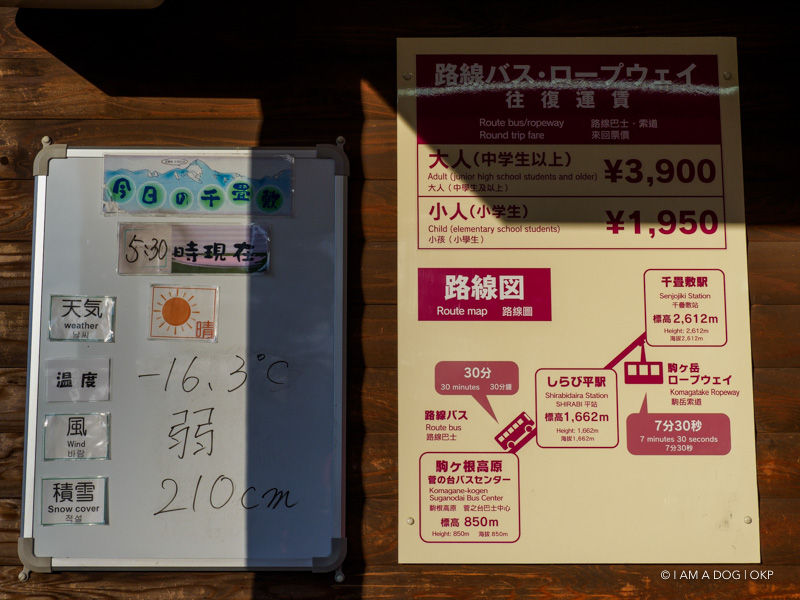 今日の千畳敷
5:30 時現在
天気
weather
날씨
晴
温度
-16.3℃
風
Wind
바람
弱
積雪
Snow cover
적설
210cm
路線バス・ロープウェイ
往復運賃
Route bus/ropeway 路線巴士・索道
Round trip fare 來回票價
大人(中学生以上) ¥3,900
Adult (junior high school students and older)
大人(中學生及以上)
小人(小学生) ¥1,950
Child (elementary school students)
小孩(小學生)
路線図
Route map 路線圖
千畳敷駅
Senjojiki Station
千疊敷站
標高2,612m
Height: 2,612m
海拔2,612m
駒ヶ岳
ロープウェイ
Komagatake Ropeway
駒岳索道
7分30秒
7 minutes 30 seconds
7分30秒
しらび平駅
Shirabidaira Station
SHIRABI 平站
標高1,662m
Height: 1,662m
海拔1,662m
30分
30 minutes 30分鐘
路線バス
Route bus
路線巴士
駒ヶ根高原
菅の台バスセンター
Komagane-kogen
Suganodai Bus Center
駒根高原 菅之台巴士中心
標高 850m
Height: 850m 海拔 850m
© I AM A DOG | OKP